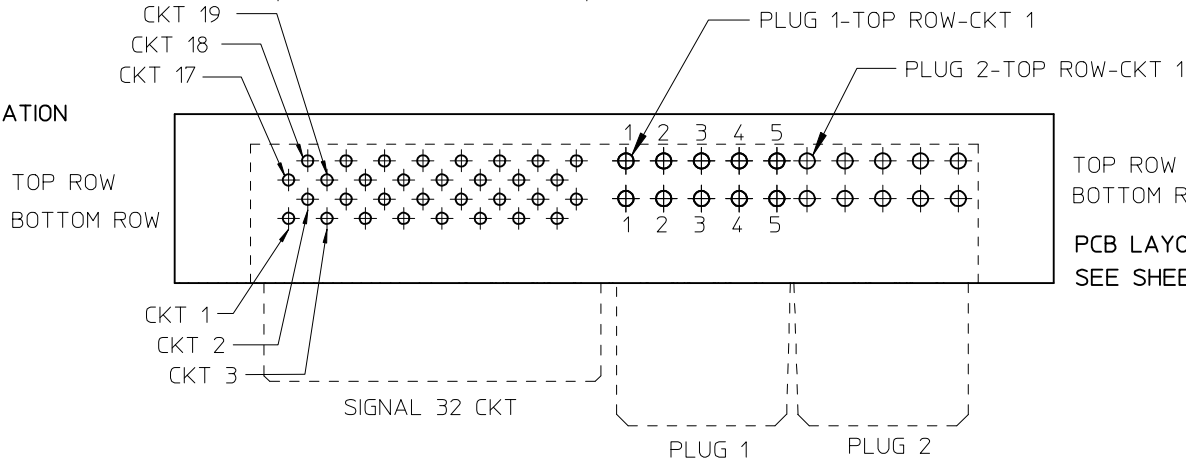 CKT 19
PLUG 1-TOP ROW-CKT 1
CKT 18
PLUG 2-TOP ROW-CKT 1
CKT 17
ATION
1 2 3 4 5
TOP ROW
TOP ROW
BOTTOM ROW
BOTTOM R
1 2 3 4 5
PCB LAYO
SEE SHEE
CKT 1
CKT 2
CKT 3
SIGNAL 32 CKT
PLUG 1
PLUG 2